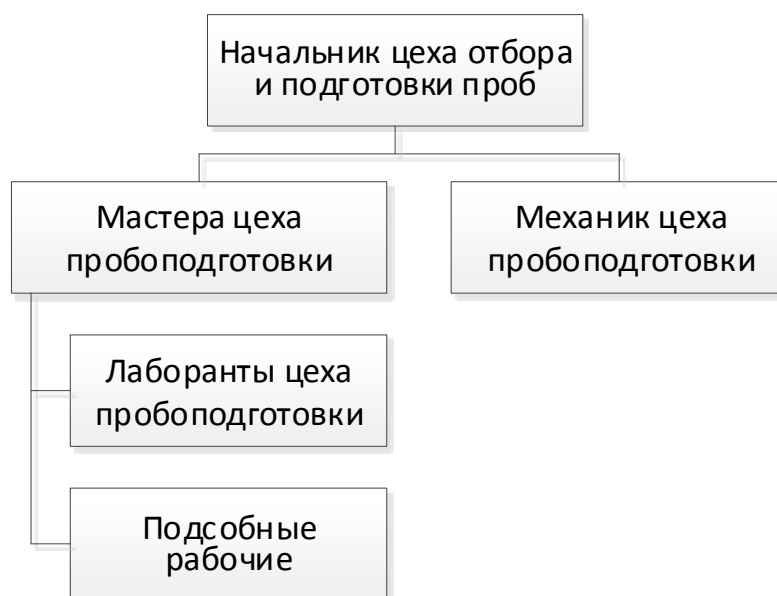 Начальник цеха отбора
и подготовки проб
Мастера цеха
пробоподготовки
Механик цеха
пробоподготовки
Лаборанты цеха
пробоподготовки
Подсобные
рабочие